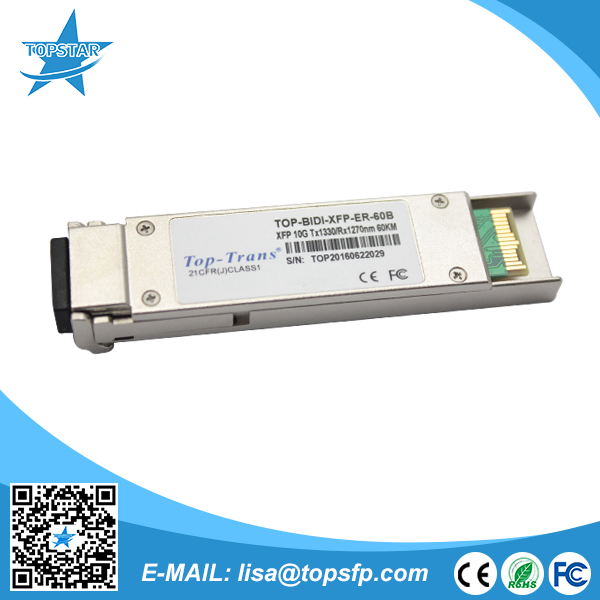 TOPSTAR
TOP-BIDI-XFP-ER-60B
XFP 10G Tx1330/Rx1270nm 60KM
Top-Trans®
21CFR(J)CLASS1
S/N: TOP20160622029
CE FC
E-MAIL: lisa@topsfp.com
CE FC RoHS